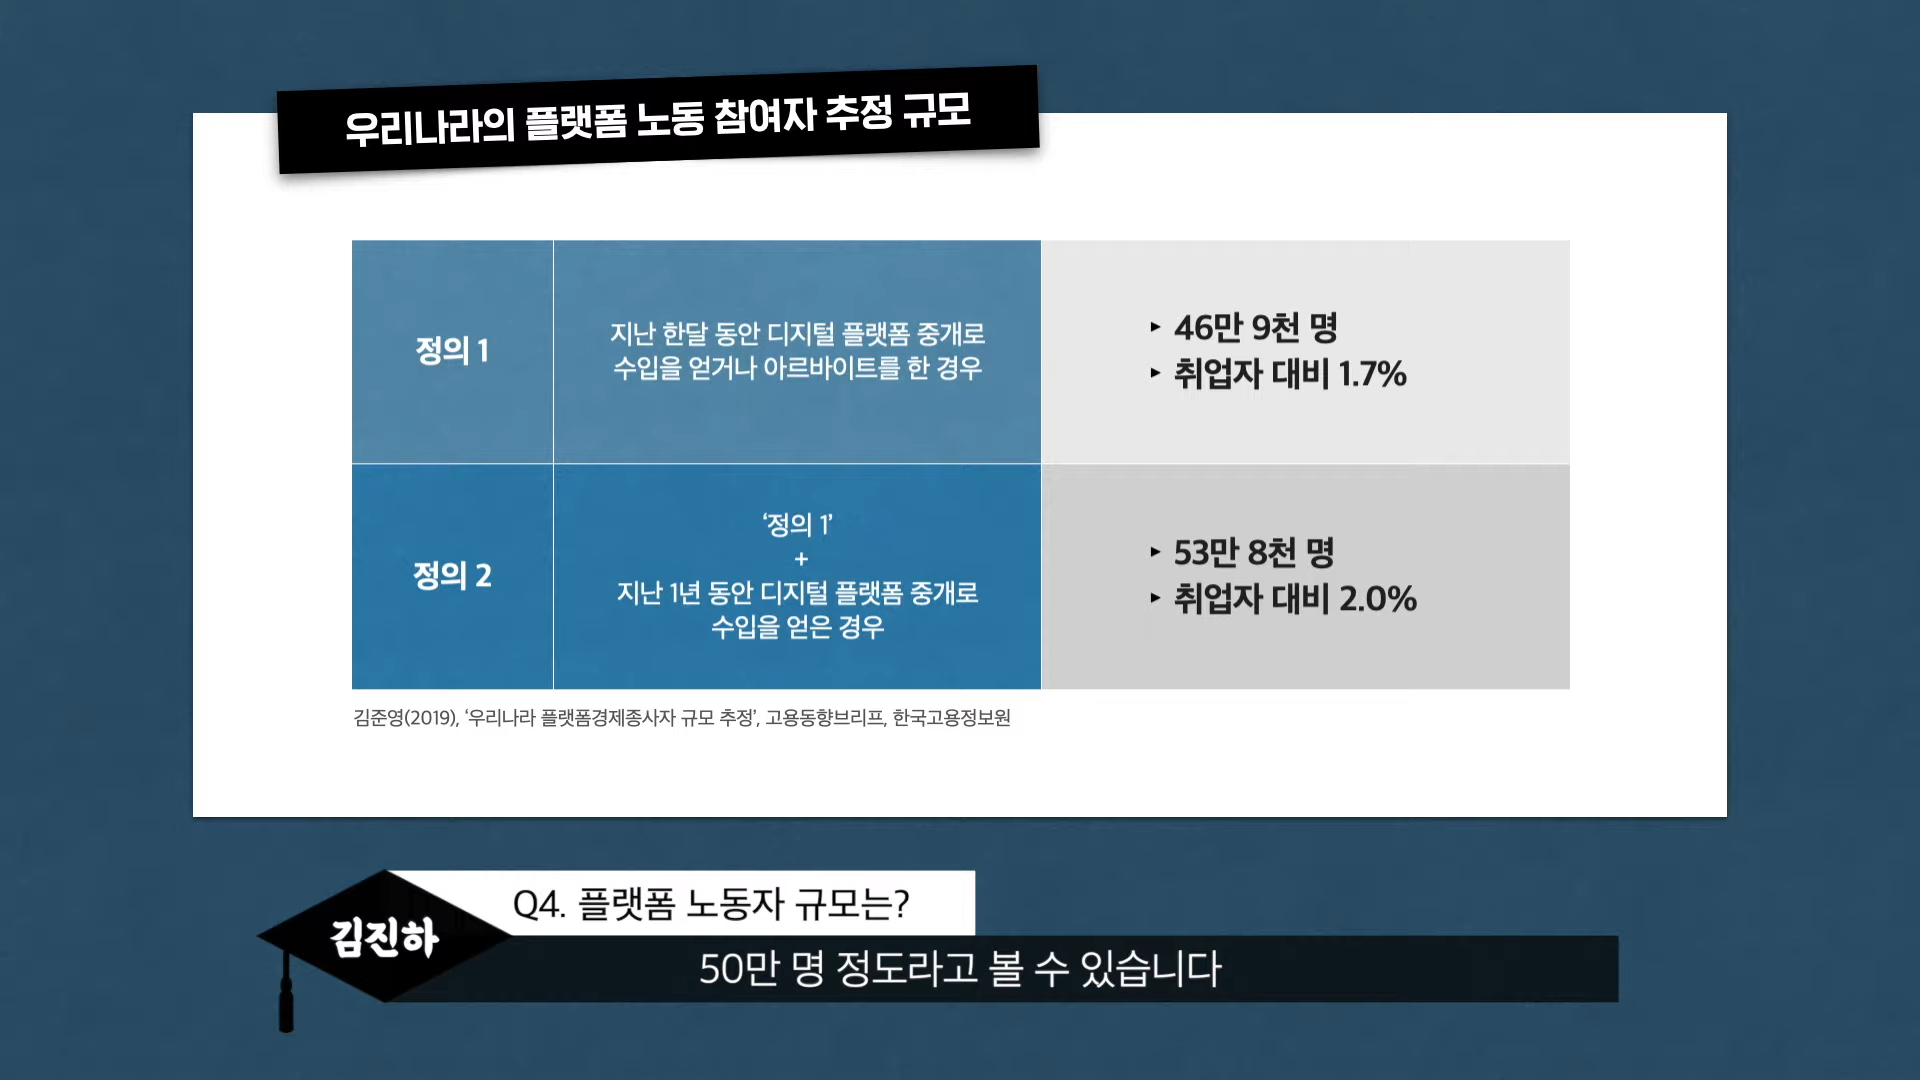 우리나라의 플랫폼 노동 참여자 추정 규모
정의 1
지난 한달 동안 디지털 플랫폼 중개로
수입을 얻거나 아르바이트를 한 경우
▸ 46만 9천 명
▸ 취업자 대비 1.7%
정의 2
‘정의 1’
+
지난 1년 동안 디지털 플랫폼 중개로
수입을 얻은 경우
▸ 53만 8천 명
▸ 취업자 대비 2.0%
김준영(2019), ‘우리나라 플랫폼경제종사자 규모 추정’, 고용동향브리프, 한국고용정보원
Q4. 플랫폼 노동자 규모는?
김진하
50만 명 정도라고 볼 수 있습니다